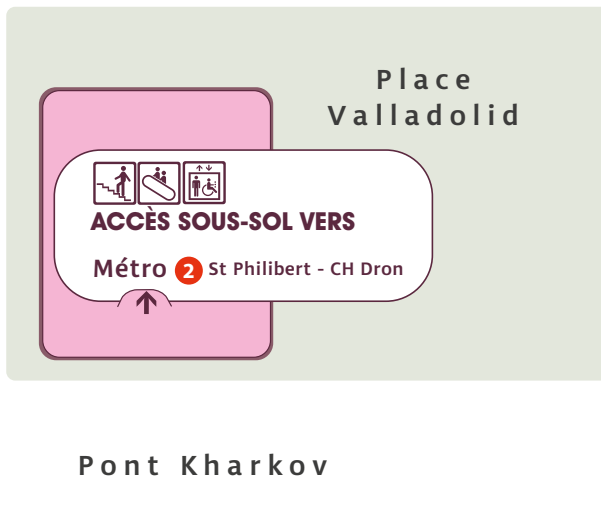 Place
Valladolid
ACCÈS SOUS-SOL VERS
Métro 2 St Philibert - CH Dron
Pont Kharkov